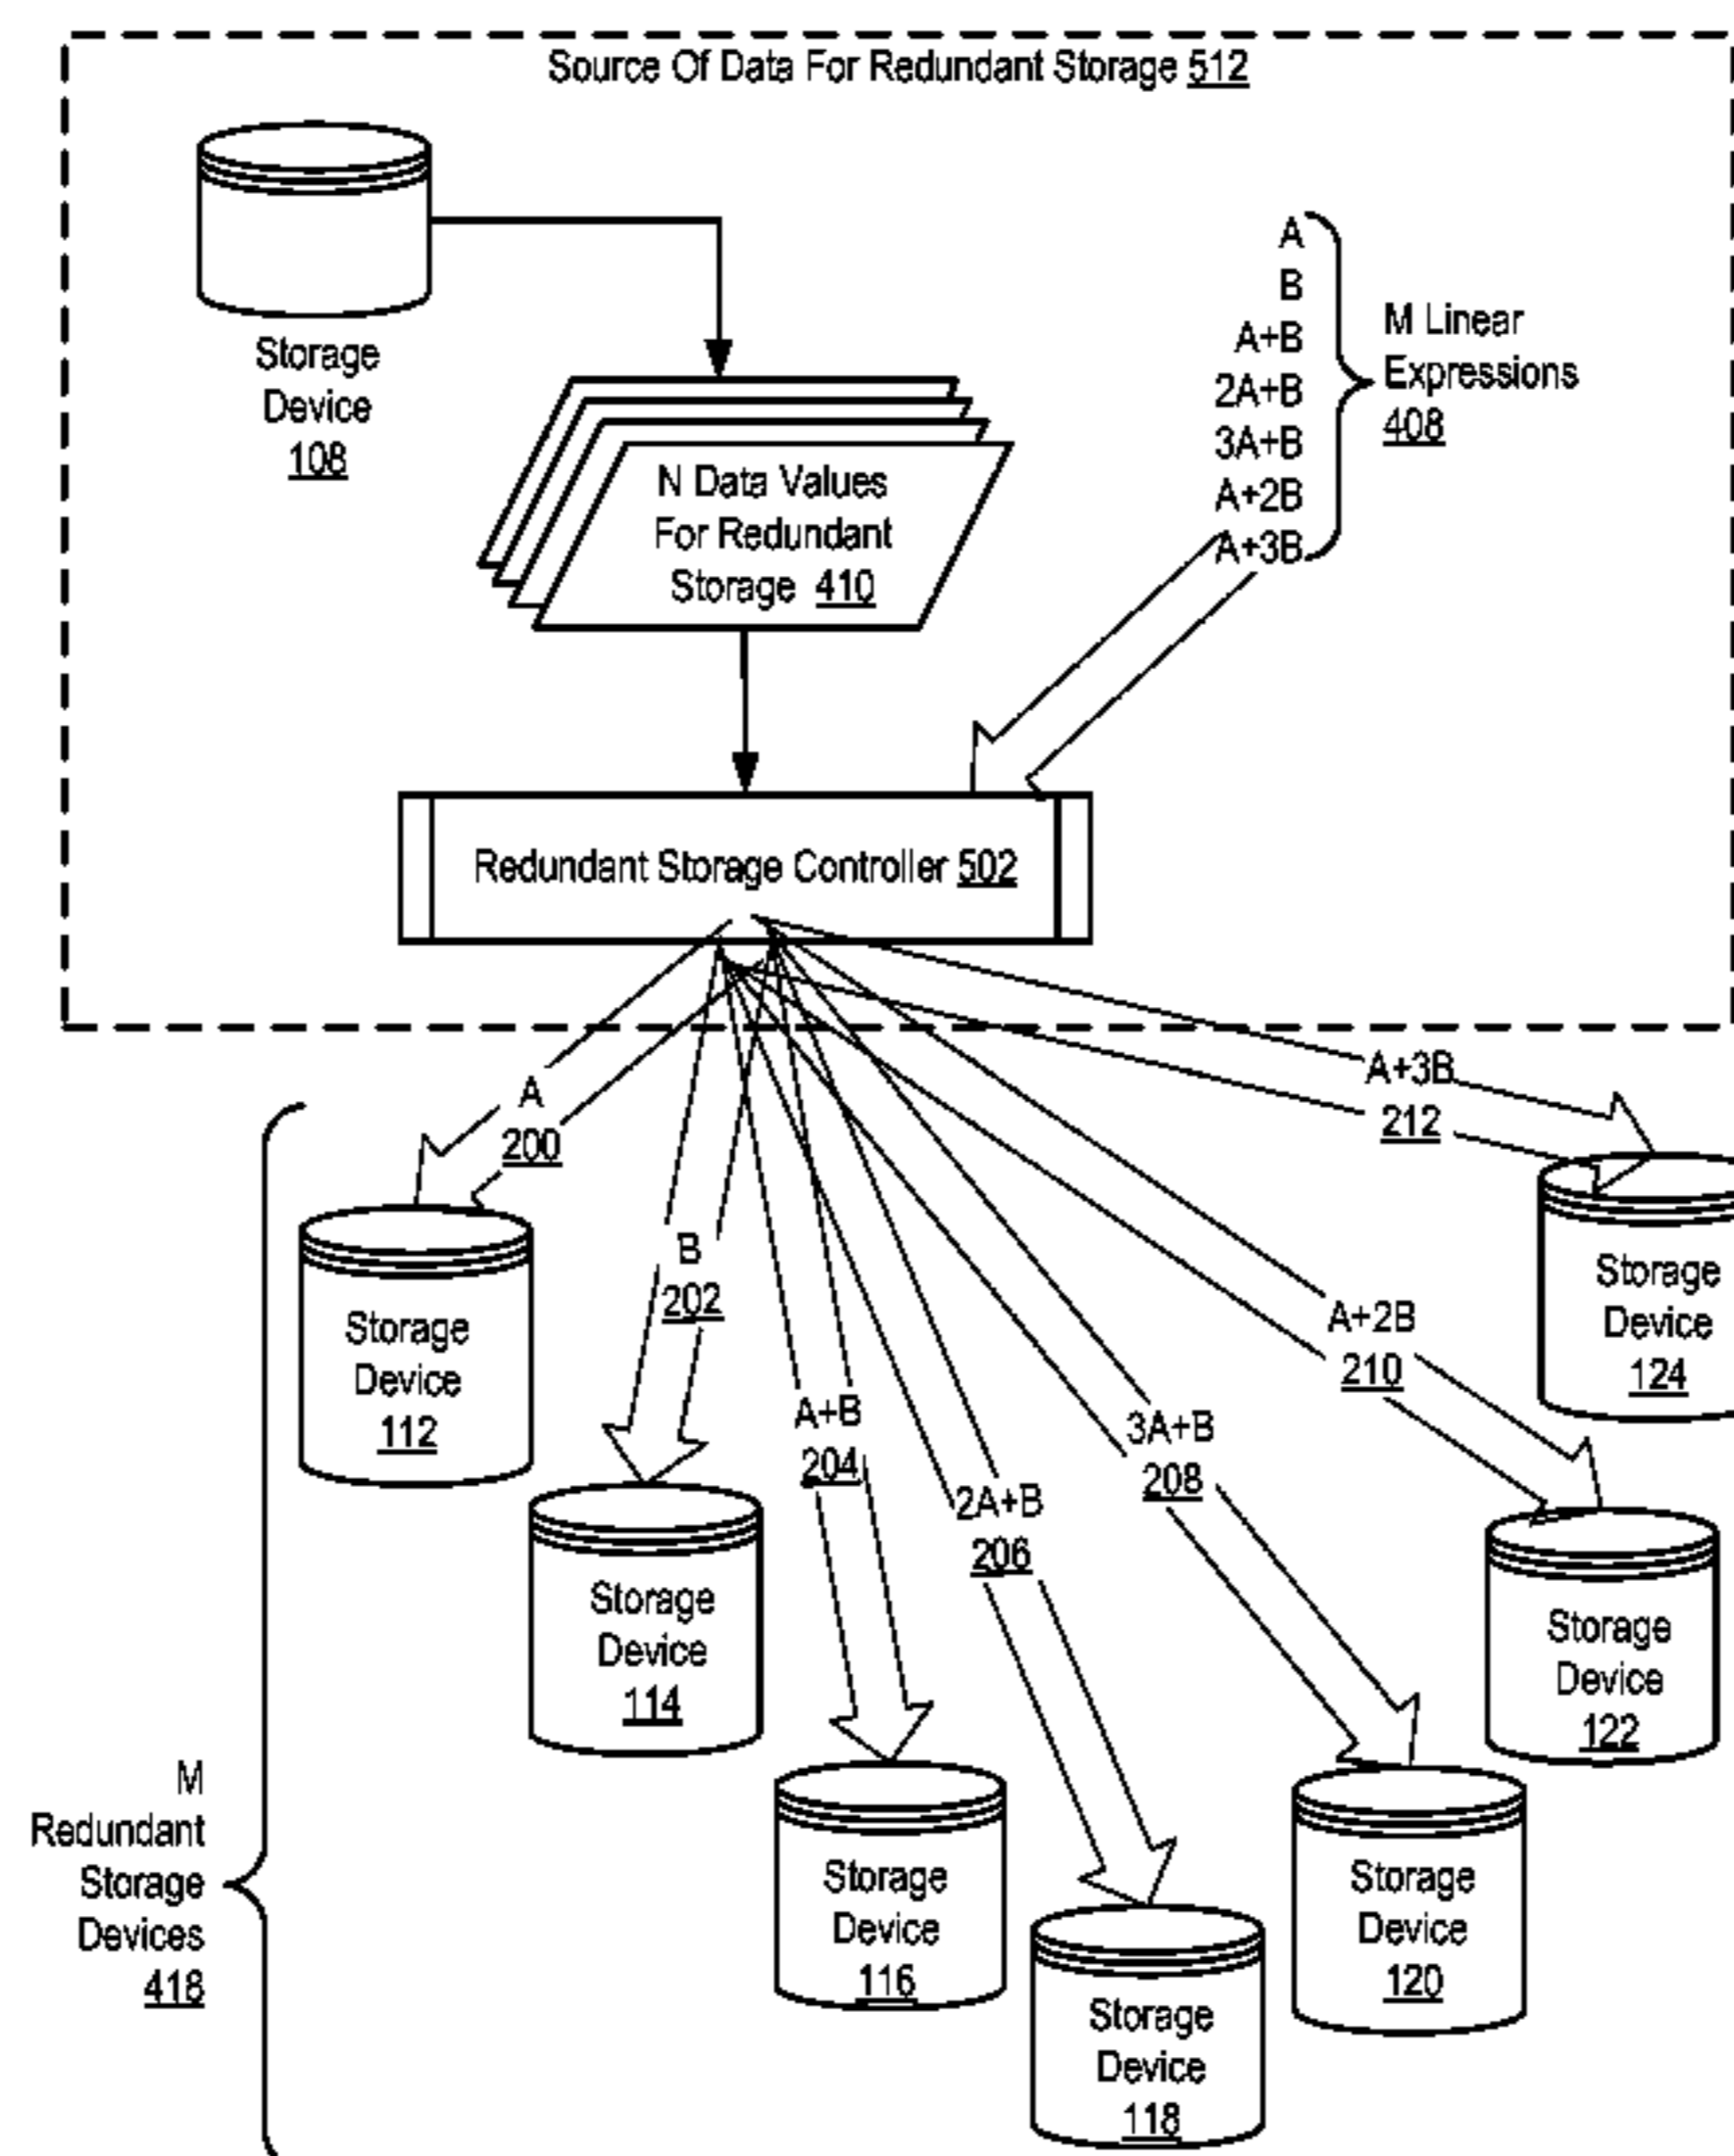 Source Of Data For Redundant Storage 512
Storage
Device
108
A
B
A+B
2A+B
3A+B
A+2B
A+3B
M Linear
Expressions
408
N Data Values
For Redundant
Storage 410
Redundant Storage Controller 502
A
200
B
202
A+B
204
2A+B
206
3A+B
208
A+2B
210
A+3B
212
Storage
Device
112
Storage
Device
114
Storage
Device
116
Storage
Device
118
Storage
Device
120
Storage
Device
122
Storage
Device
124
M
Redundant
Storage
Devices
418